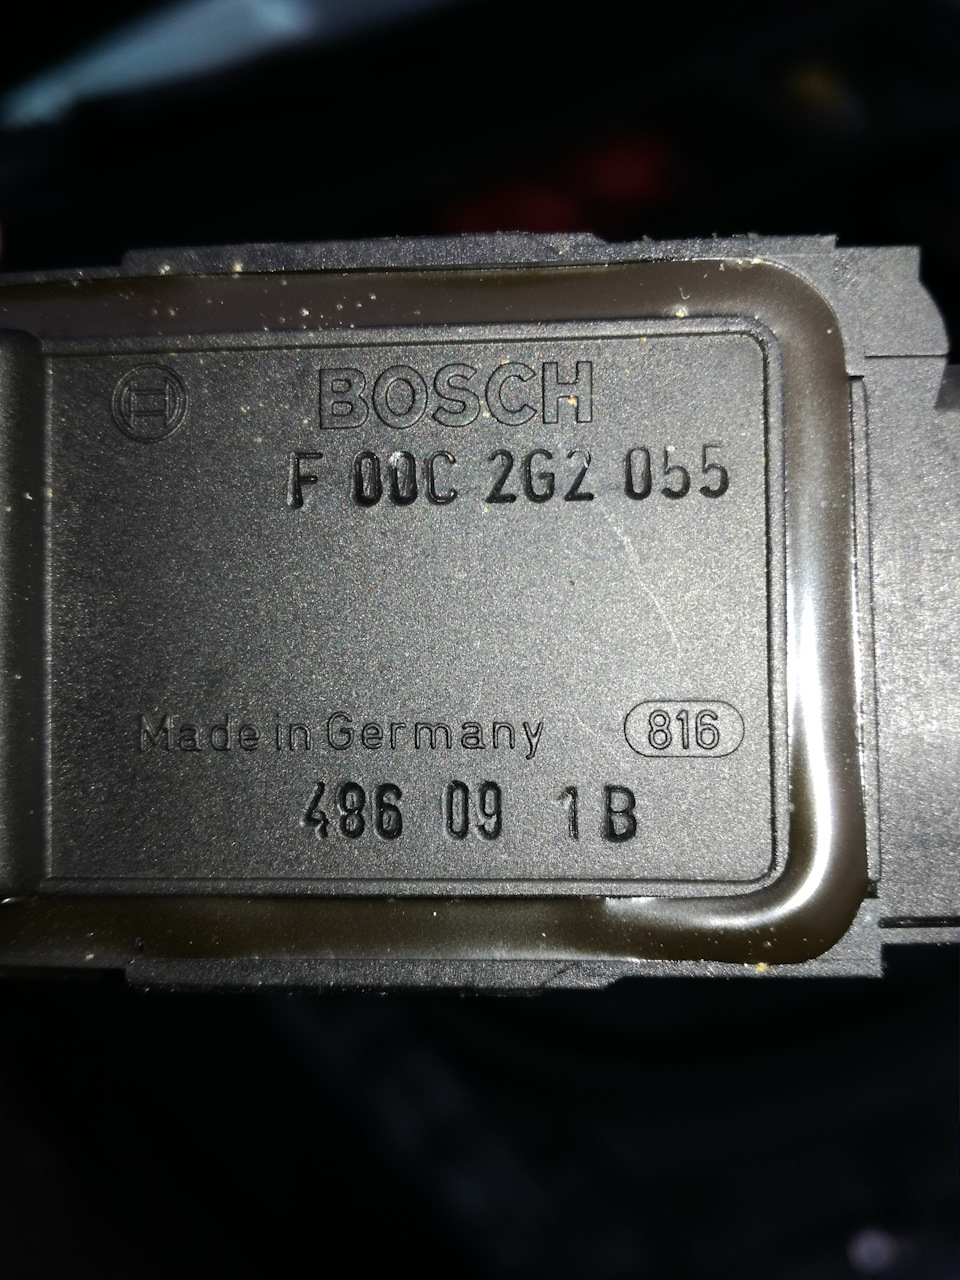 BOSCH
F 00C 2G2 055
Made in Germany 816
486 09 1B